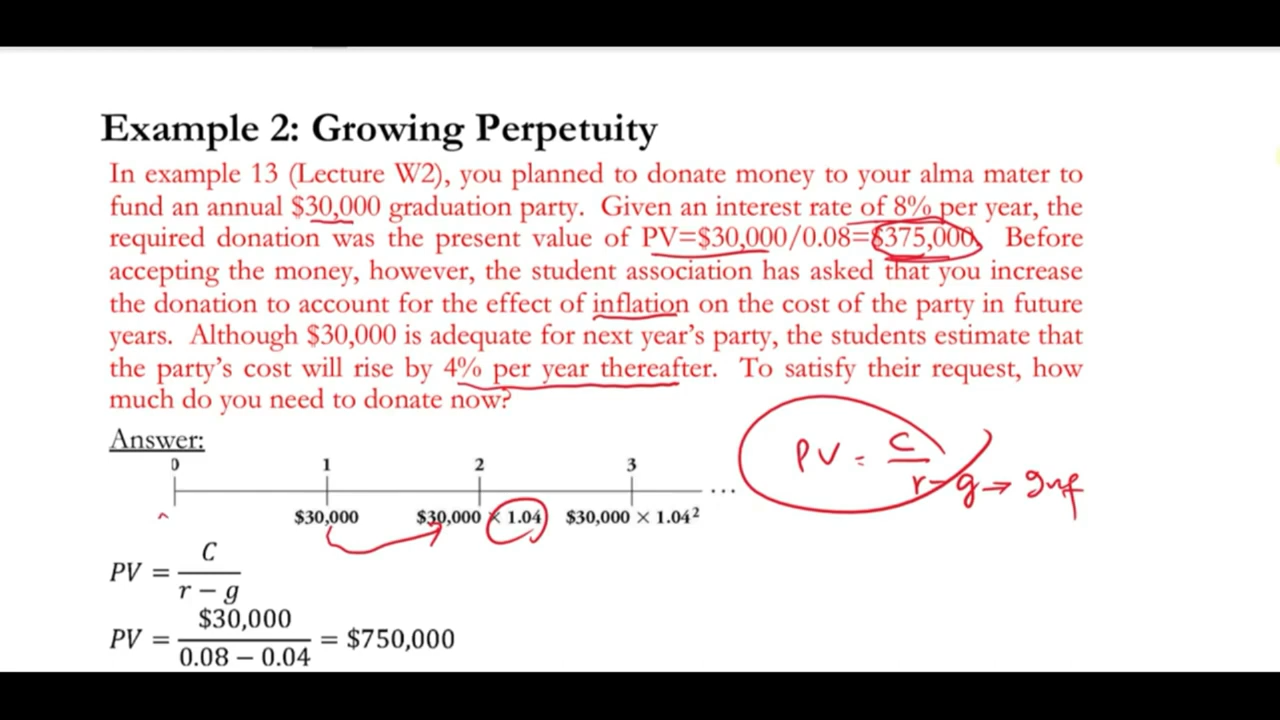 Example 2: Growing Perpetuity
In example 13 (Lecture W2), you planned to donate money to your alma mater to
fund an annual $30,000 graduation party. Given an interest rate of 8% per year, the
required donation was the present value of PV=$30,000/0.08=$375,000. Before
accepting the money, however, the student association has asked that you increase
the donation to account for the effect of inflation on the cost of the party in future
years. Although $30,000 is adequate for next year's party, the students estimate that
the party's cost will rise by 4% per year thereafter. To satisfy their request, how
much do you need to donate now?
Answer:
0 1 2 3
...
$30,000 $30,000 × 1.04 $30,000 × 1.04²
PV = C / r-g → Inf
PV = C / r − g
PV = $30,000 / 0.08 − 0.04 = $750,000